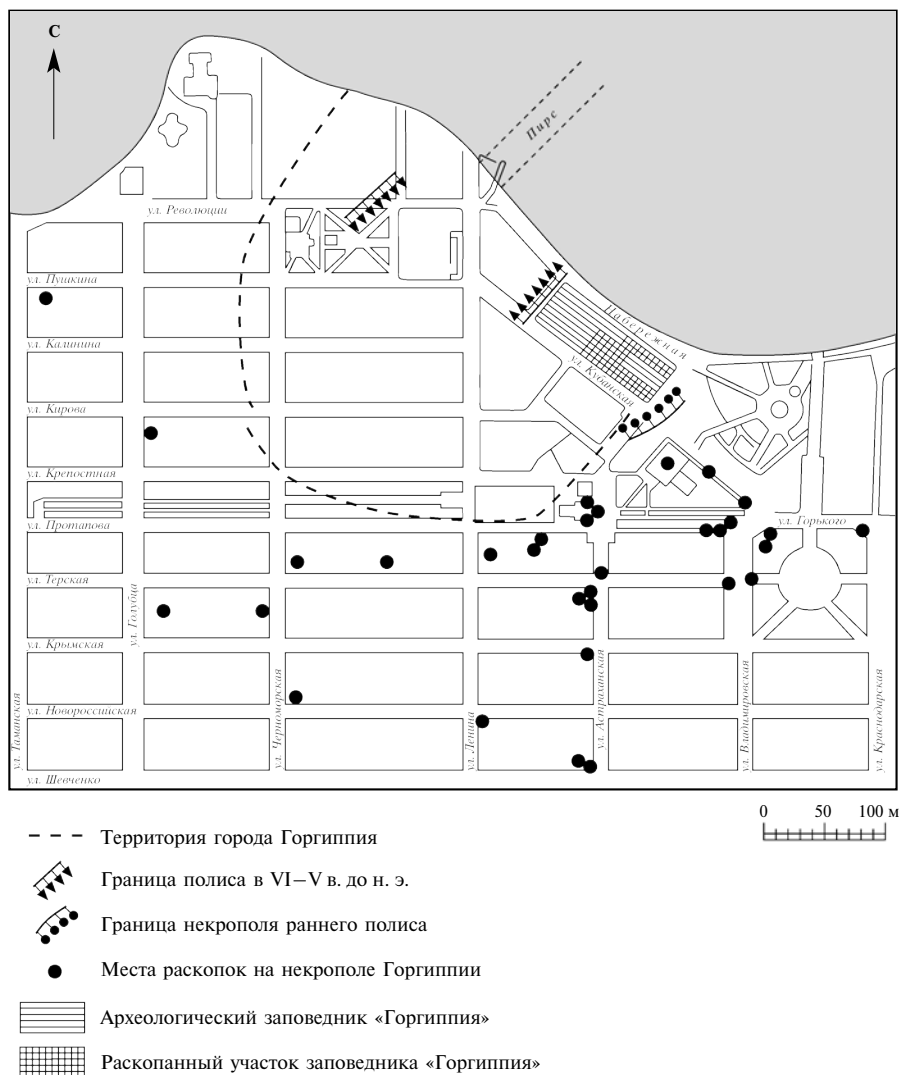 С
Пирс
ул. Революции
ул. Пушкина
Набережная
ул. Калинина
ул. Кубанская
ул. Кирова
ул. Крепостная
ул. Протапова
ул. Горького
ул. Терская
ул. Голубца
ул. Крымская
ул. Новороссийская
ул. Таманская
ул. Черноморская
ул. Ленина
ул. Астраханская
ул. Владимировская
ул. Краснодарская
ул. Шевченко
0 50 100 м
Территория города Горгиппия
Граница полиса в VI–V в. до н. э.
Граница некрополя раннего полиса
Места раскопок на некрополе Горгиппии
Археологический заповедник «Горгиппия»
Раскопанный участок заповедника «Горгиппия»